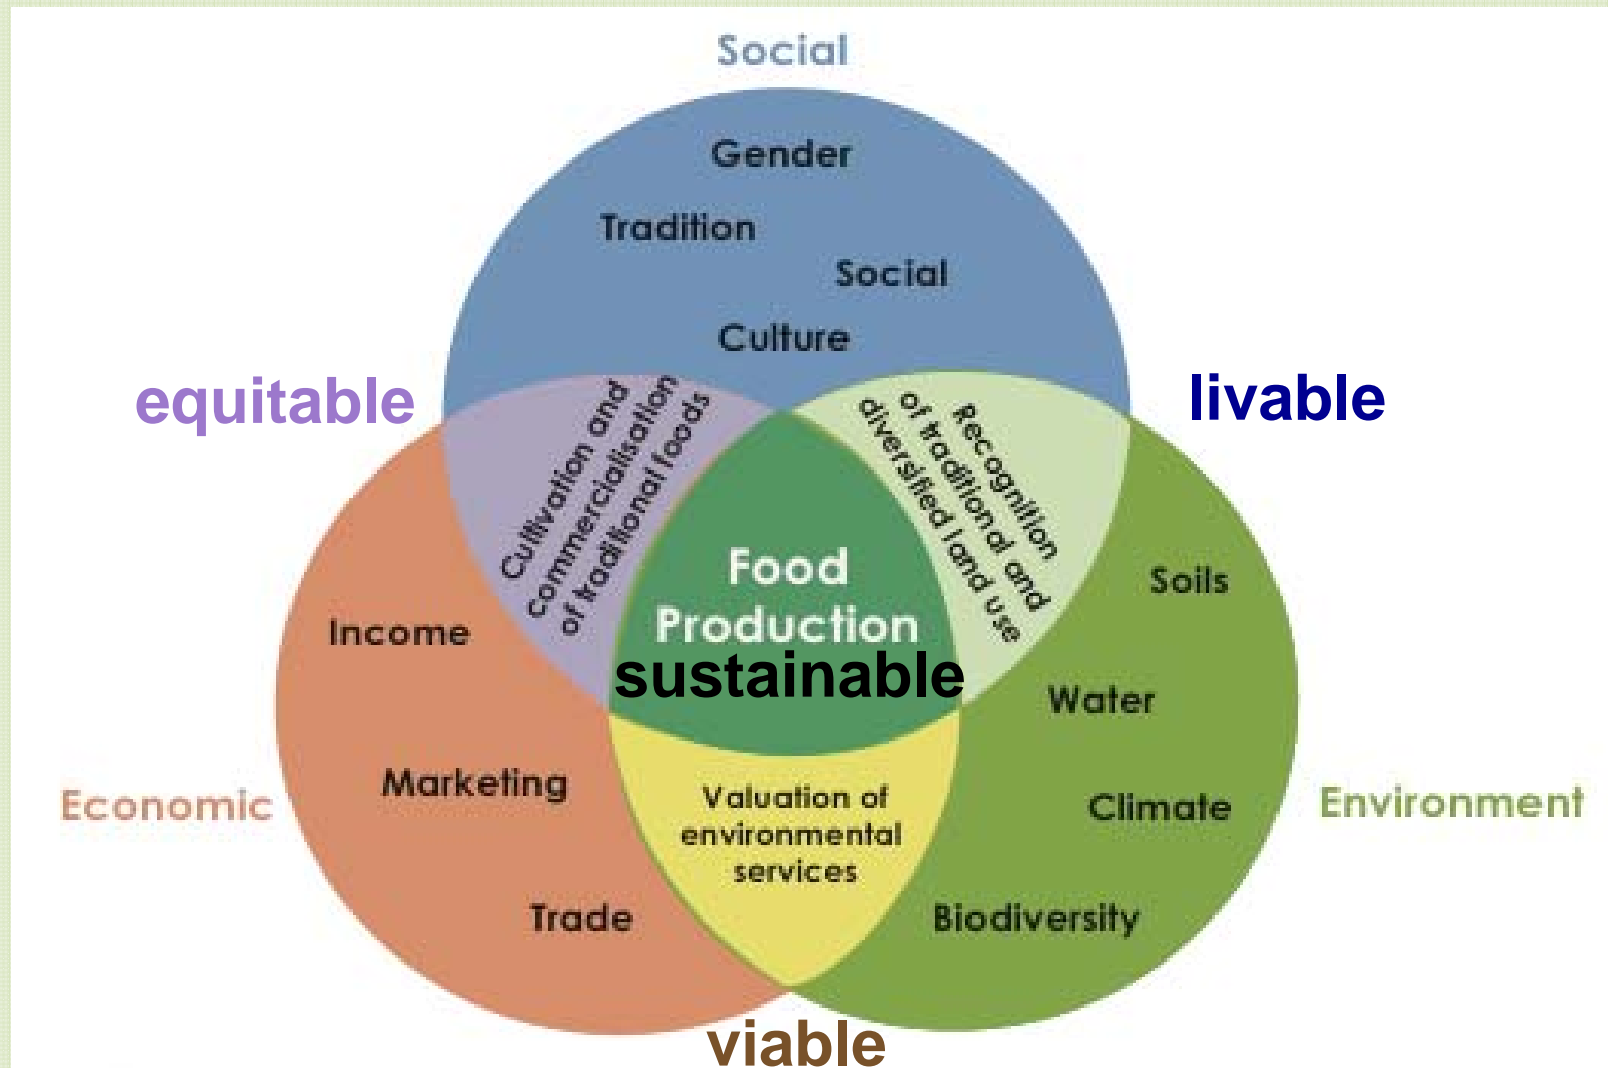 Social
Gender
Tradition
Social
Culture
equitable
livable
Cultivation and
commercialisation
of traditional foods
Recognition
of traditional and
diversified land use
Food
Production
sustainable
Soils
Income
Water
Marketing
Economic
Valuation of
environmental
services
Climate
Environment
Trade
Biodiversity
viable